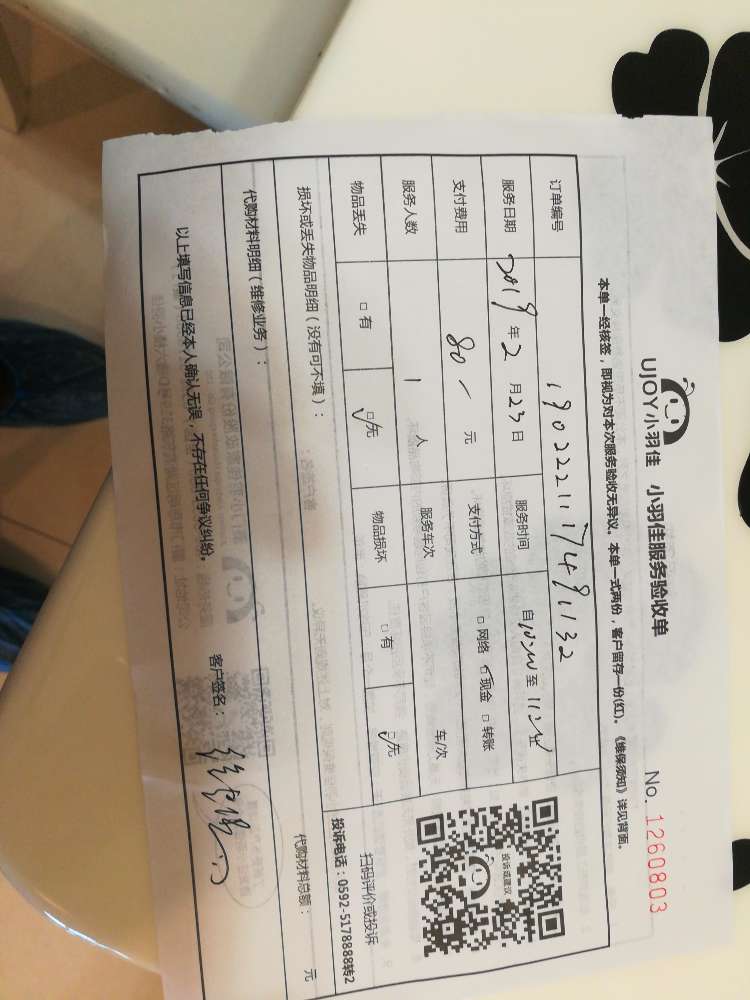 UJOY小羽佳 小羽佳服务验收单 No. 1260803
本单一经核签，即视为对本次服务验收无异议。本单一式两份，客户留存一份(红)。《维保须知》详见背面。
订单编号 190222111748132
服务日期 2019 年 2 月 23 日 服务时间 自 至
支付费用 80 元 支付方式 □ 网络 现金 □ 转账
服务人数 1 人 服务车次 车/次
物品丢失 □ 有 □无 物品损坏 □ 有 □无
损坏或丢失物品明细（没有可不填）：
代购材料明细（维修业务）： 代购材料总额： 元
以上填写信息已经本人确认无误，不存在任何争议纠纷。 客户签名：
投诉或建议
扫码评价或投诉
投诉电话：0592-5178888转2